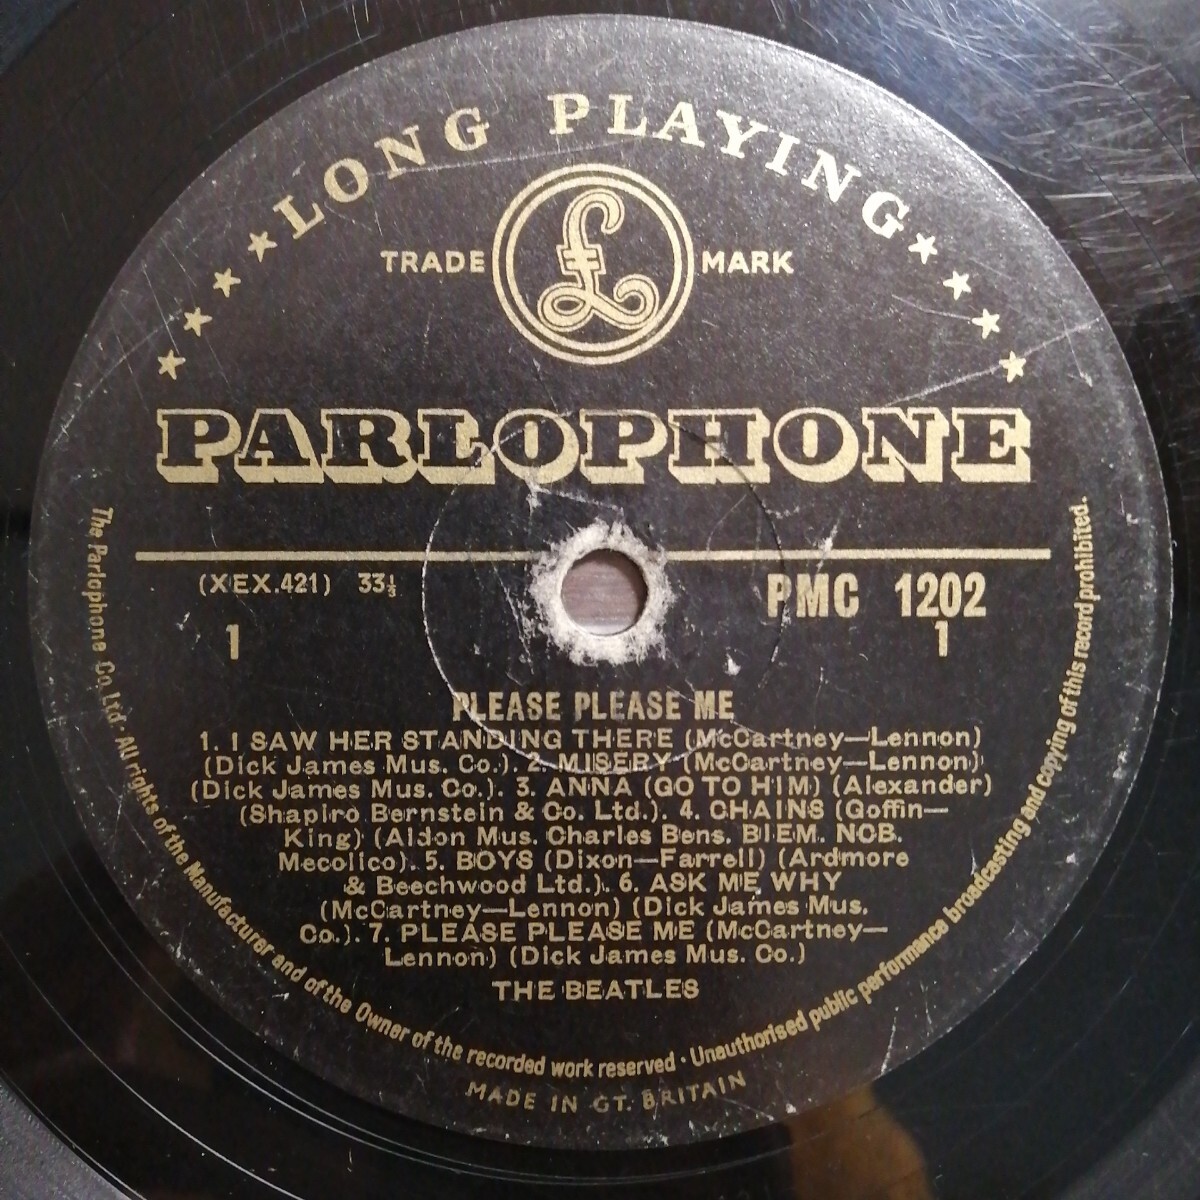 LONG PLAYING
TRADE £ MARK
PARLOPHONE
(XEX.421) 33⅓
PMC 1202
1
1
PLEASE PLEASE ME
1. I SAW HER STANDING THERE (McCartney—Lennon)
(Dick James Mus. Co.). 2. MISERY (McCartney—Lennon)
(Dick James Mus. Co.). 3. ANNA (GO TO HIM) (Alexander)
(Shapiro Bernstein & Co. Ltd.). 4. CHAINS (Goffin—
King) (Aldon Mus. Charles Bens. BIEM. NCB.
Mecolico). 5. BOYS (Dixon—Farrell) (Ardmore
& Beechwood Ltd.). 6. ASK ME WHY
(McCartney—Lennon) (Dick James Mus.
Co.). 7. PLEASE PLEASE ME (McCartney—
Lennon) (Dick James Mus. Co.)
THE BEATLES
The Parlophone Co. Ltd · All rights of the Manufacturer and of the Owner of the recorded work reserved · Unauthorised public performance broadcasting and copying of this record prohibited.
MADE IN GT. BRITAIN